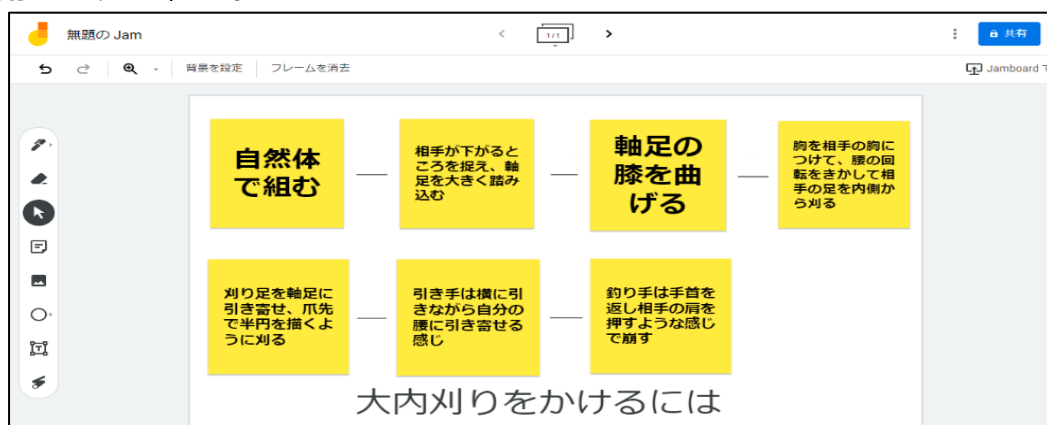 無題の Jam
1/1
共有
背景を設定
フレームを消去
Jamboard で
自然体
で組む
相手が下がると
ころを捉え、軸
足を大きく踏み
込む
軸足の
膝を曲
げる
胸を相手の胸に
つけて、腰の回
転をきかして相
手の足を内側か
ら刈る
刈り足を軸足に
引き寄せ、爪先
で半円を描くよ
うに刈る
引き手は横に引
きながら自分の
腰に引き寄せる
感じ
釣り手は手首を
返し相手の肩を
押すような感じ
で崩す
大内刈りをかけるには